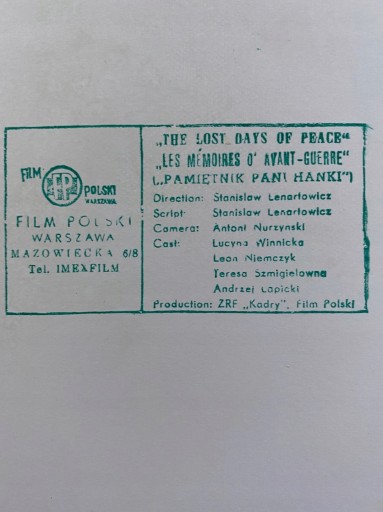 FILM POLSKI
WARSZAWA
FILM POLSKI
WARSZAWA
MAZOWIECKA 6/8
Tel. IMEXFILM
„THE LOST DAYS OF PEACE“
„LES MÉMOIRES D' AVANT-GUERRE“
(„PAMIĘTNIK PANI HANKI”)
Direction: Stanisław Lenartowicz
Script: Stanisław Lenartowicz
Camera: Antoni Nurzyński
Cast: Lucyna Winnicka
Leon Niemczyk
Teresa Szmigielówna
Andrzej Łapicki
Production: ZRF „Kadry”, Film Polski